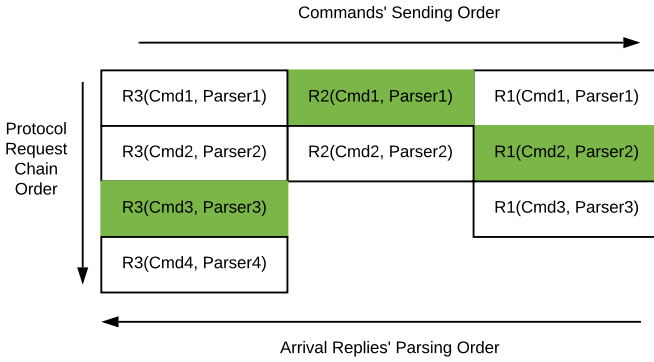 Commands' Sending Order
R3(Cmd1, Parser1) R2(Cmd1, Parser1) R1(Cmd1, Parser1)
Protocol
Request
Chain
Order
R3(Cmd2, Parser2) R2(Cmd2, Parser2) R1(Cmd2, Parser2)
R3(Cmd3, Parser3) R1(Cmd3, Parser3)
R3(Cmd4, Parser4)
Arrival Replies' Parsing Order